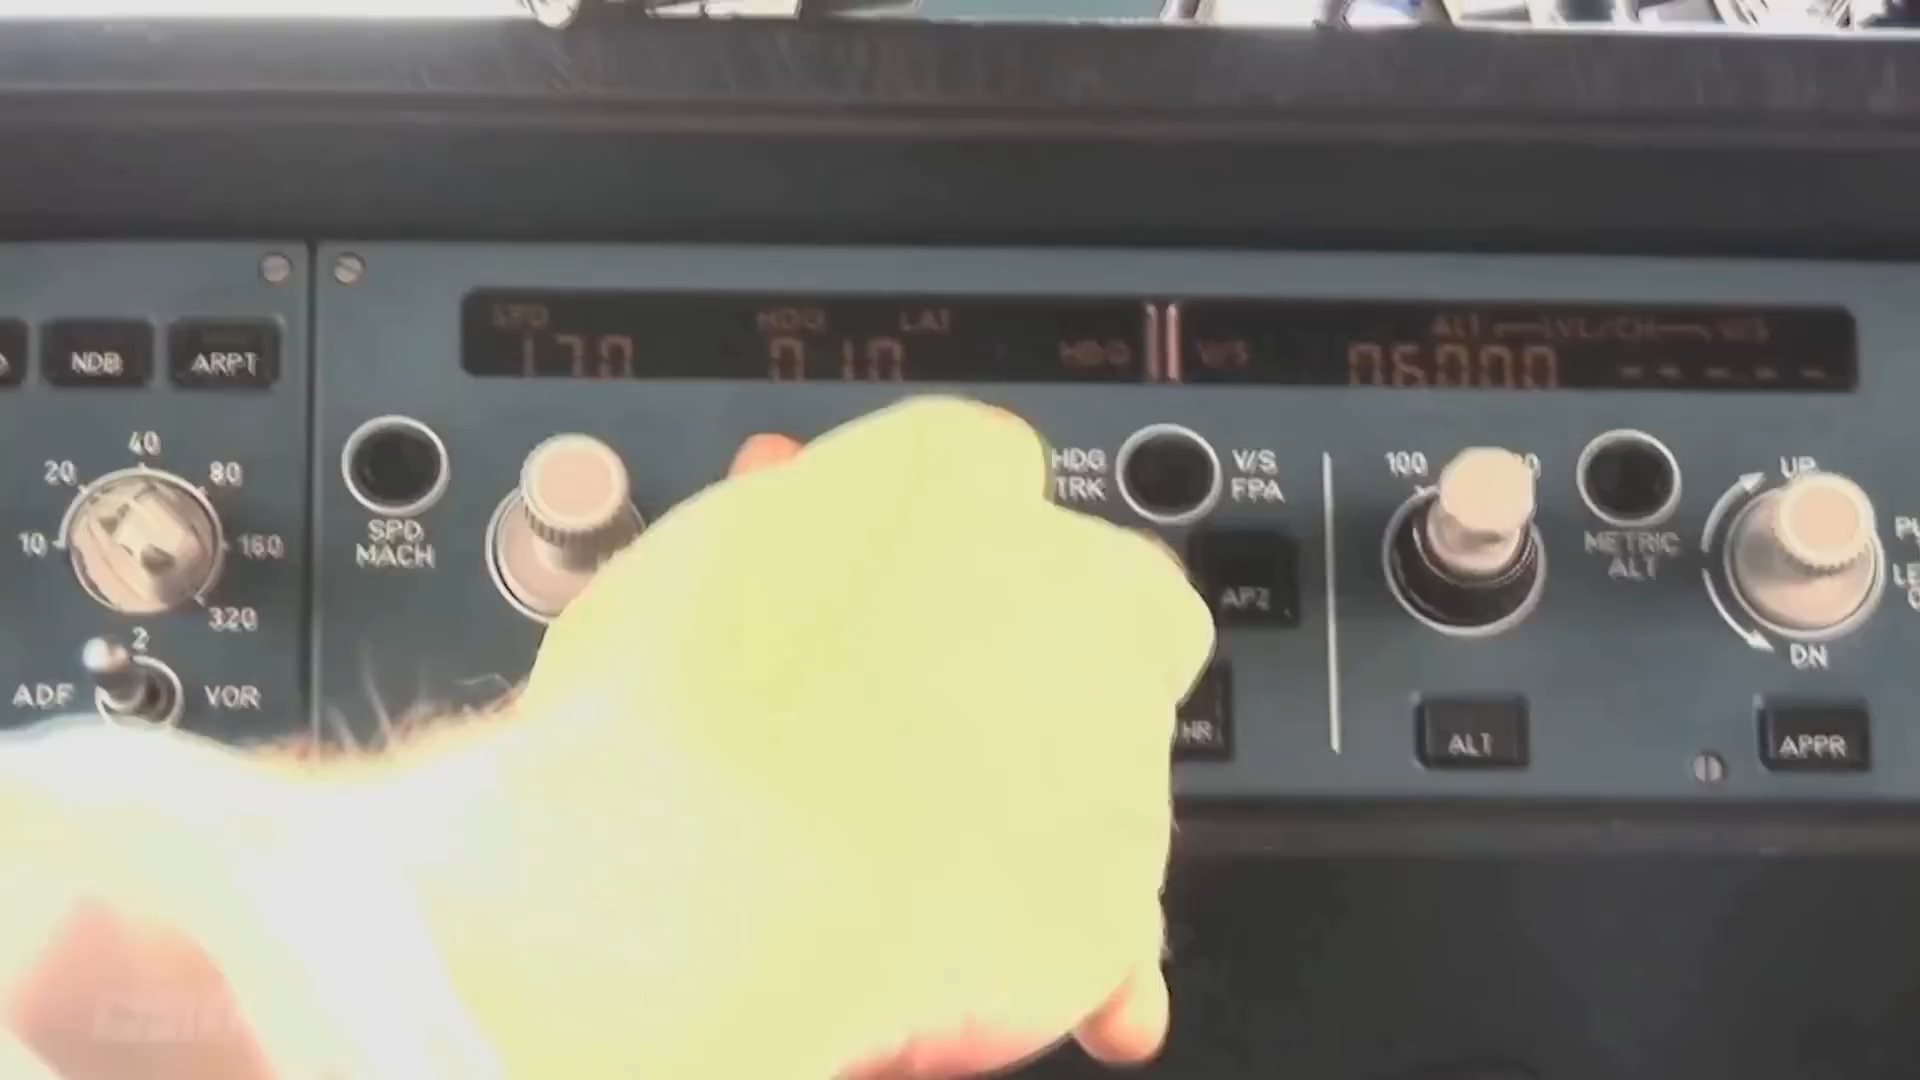 SPD HDG LAT ALT LVL/CH V/S
170 010 HDG V/S 06000 -----
NDB ARPT
10 20 40 80 160 320
SPD
MACH
HDG
TRK
V/S
FPA
100
METRIC
ALT
UP
DN
AP2
2
ADF VOR
ALT
APPR